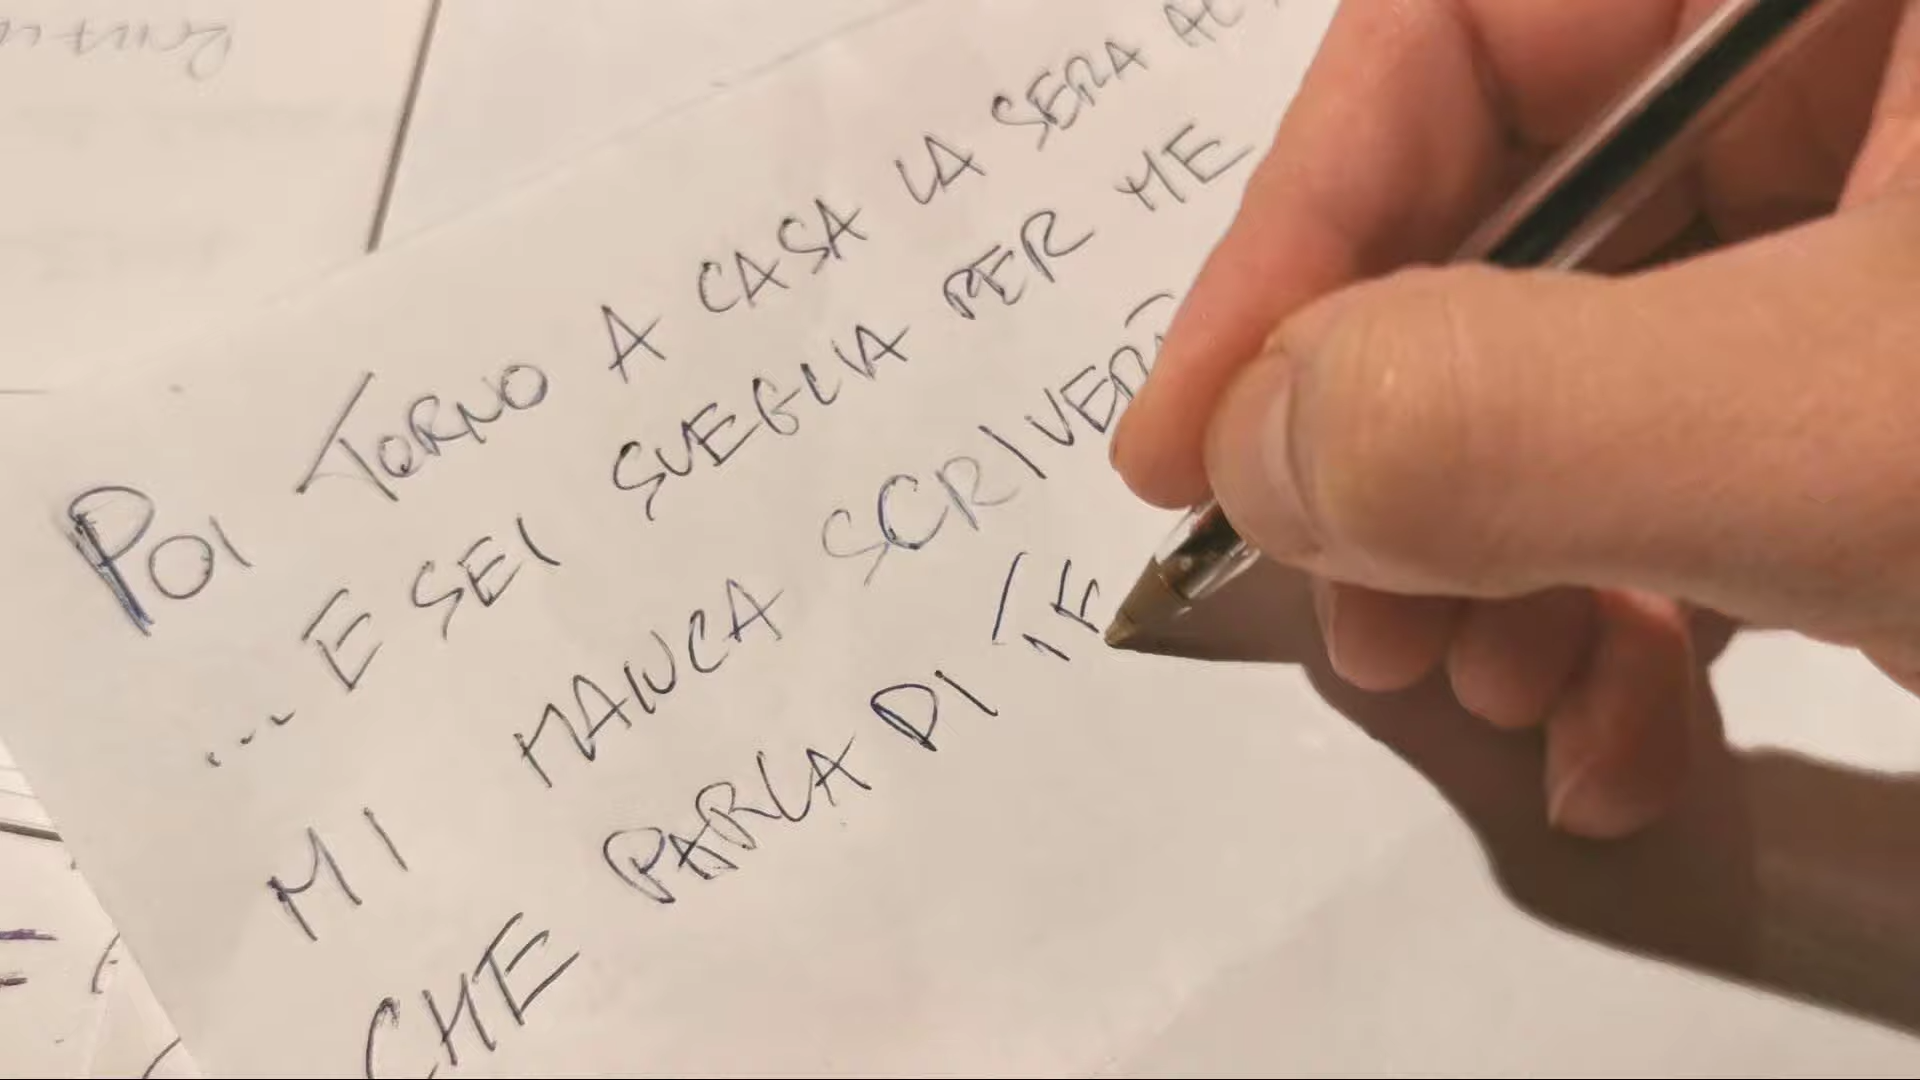 POI TORNO A CASA LA SERA
... E SEI SVEGLIA PER ME
MI MANCA
CHE PARLA DI TE